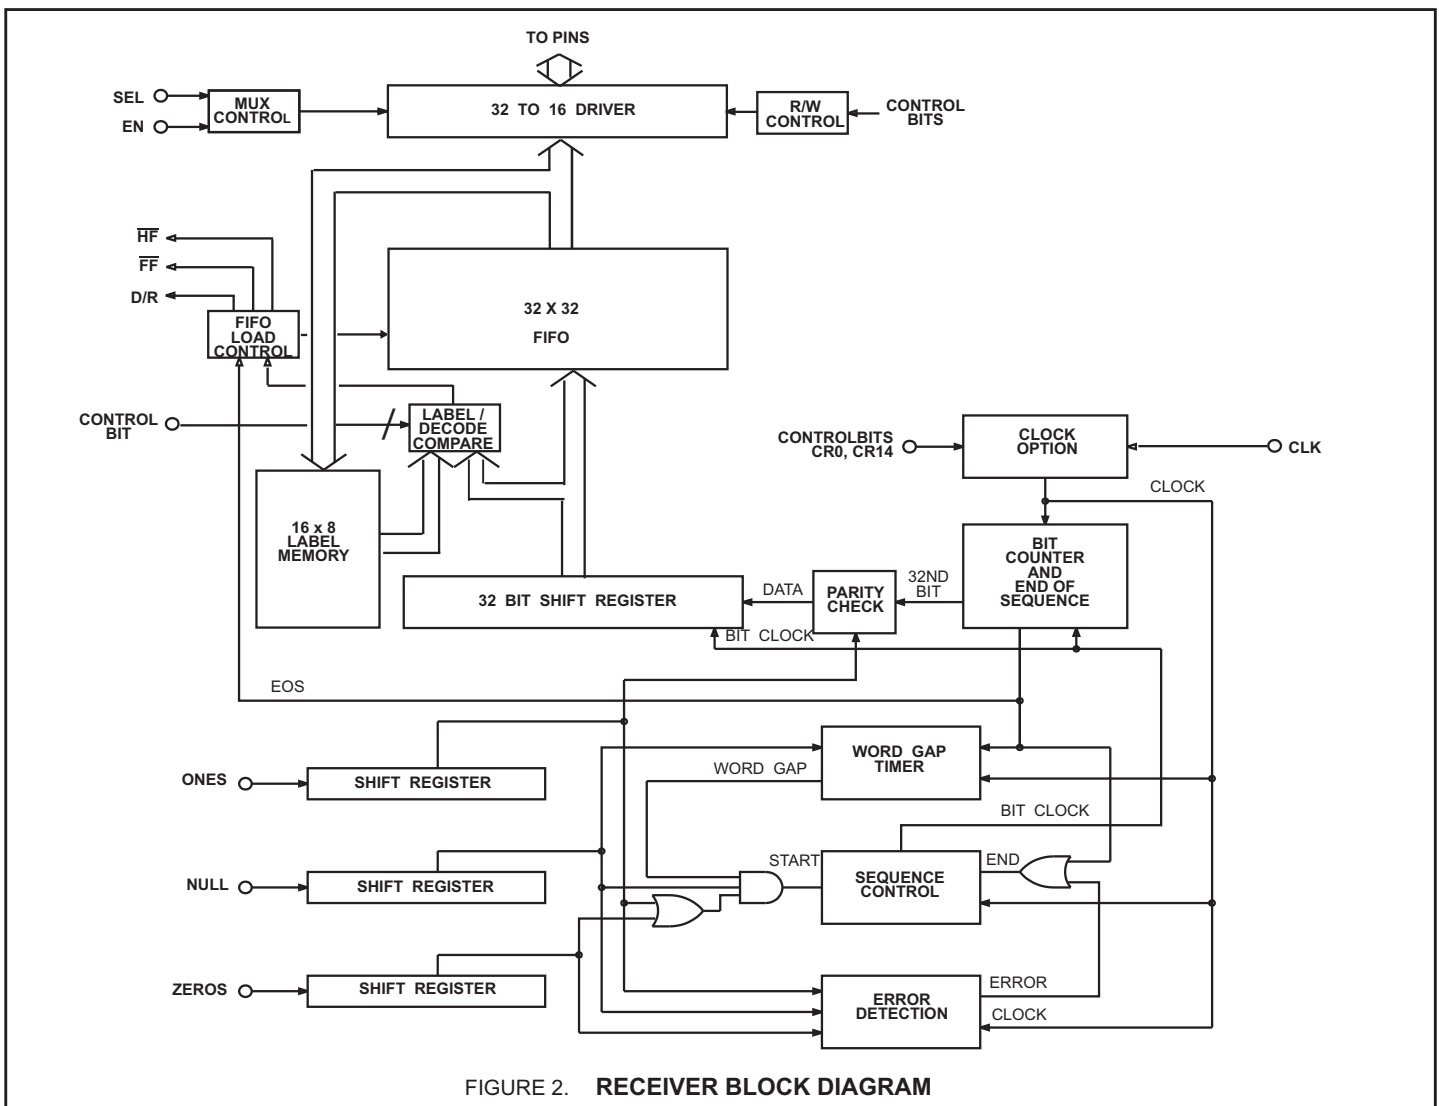 TO PINS
SEL
EN
MUX
CONTROL
32 TO 16 DRIVER
R/W
CONTROL
CONTROL
BITS
HF
FF
D/R
FIFO
LOAD
CONTROL
32 X 32
FIFO
CONTROL
BIT
LABEL /
DECODE
COMPARE
CONTROLBITS
CR0, CR14
CLOCK
OPTION
CLK
CLOCK
16 x 8
LABEL
MEMORY
BIT
COUNTER
AND
END OF
SEQUENCE
32ND
BIT
PARITY
CHECK
DATA
32 BIT SHIFT REGISTER
BIT CLOCK
EOS
ONES
SHIFT REGISTER
WORD GAP
WORD GAP
TIMER
BIT CLOCK
NULL
SHIFT REGISTER
START
SEQUENCE
CONTROL
END
ZEROS
SHIFT REGISTER
ERROR
DETECTION
ERROR
CLOCK
FIGURE 2. RECEIVER BLOCK DIAGRAM